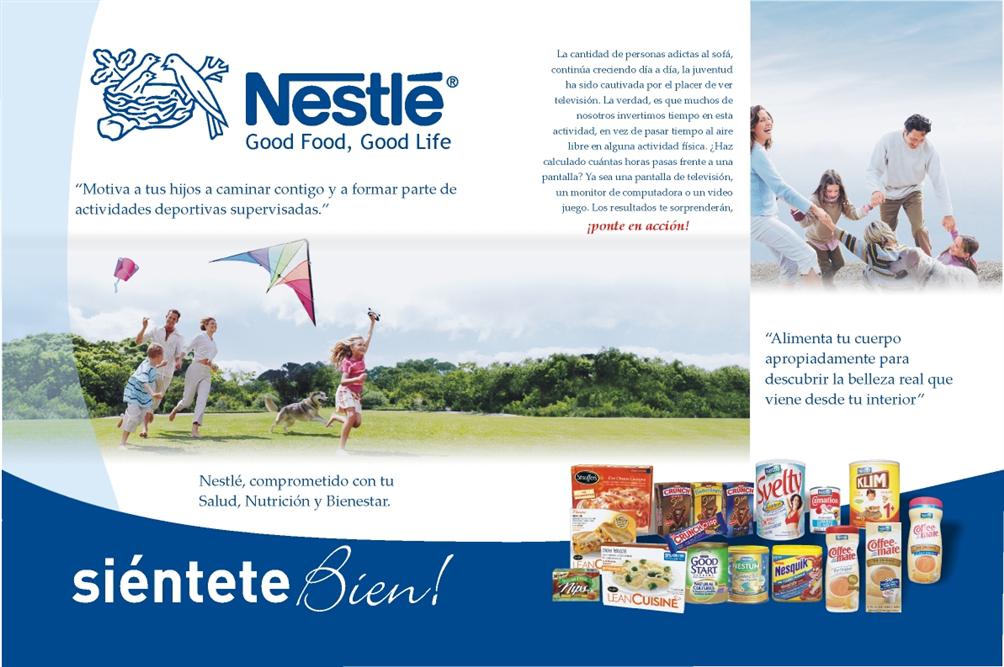 Nestlé®
Good Food, Good Life
“Motiva a tus hijos a caminar contigo y a formar parte de
actividades deportivas supervisadas.”
La cantidad de personas adictas al sofá,
continúa creciendo día a día, la juventud
ha sido cautivada por el placer de ver
televisión. La verdad, es que muchos de
nosotros invertimos tiempo en esta
actividad, en vez de pasar tiempo al aire
libre en alguna actividad física. ¿Haz
calculado cuántas horas pasas frente a una
pantalla? Ya sea una pantalla de televisión,
un monitor de computadora o un video
juego. Los resultados te sorprenderán,
¡ponte en acción!
“Alimenta tu cuerpo
apropiadamente para
descubrir la belleza real que
viene desde tu interior”
Nestlé, comprometido con tu
Salud, Nutrición y Bienestar.
siéntete Bien!
Stouffer's
CRUNCH
CRUNCH
CRUNCH
Svelty
Carnation
KLIM
1+
Coffee-mate
Coffee-mate
Coffee-mate
LEAN CUISINE
Nips
GOOD START
NATURAL CULTURES
NESTUM
Nesquik